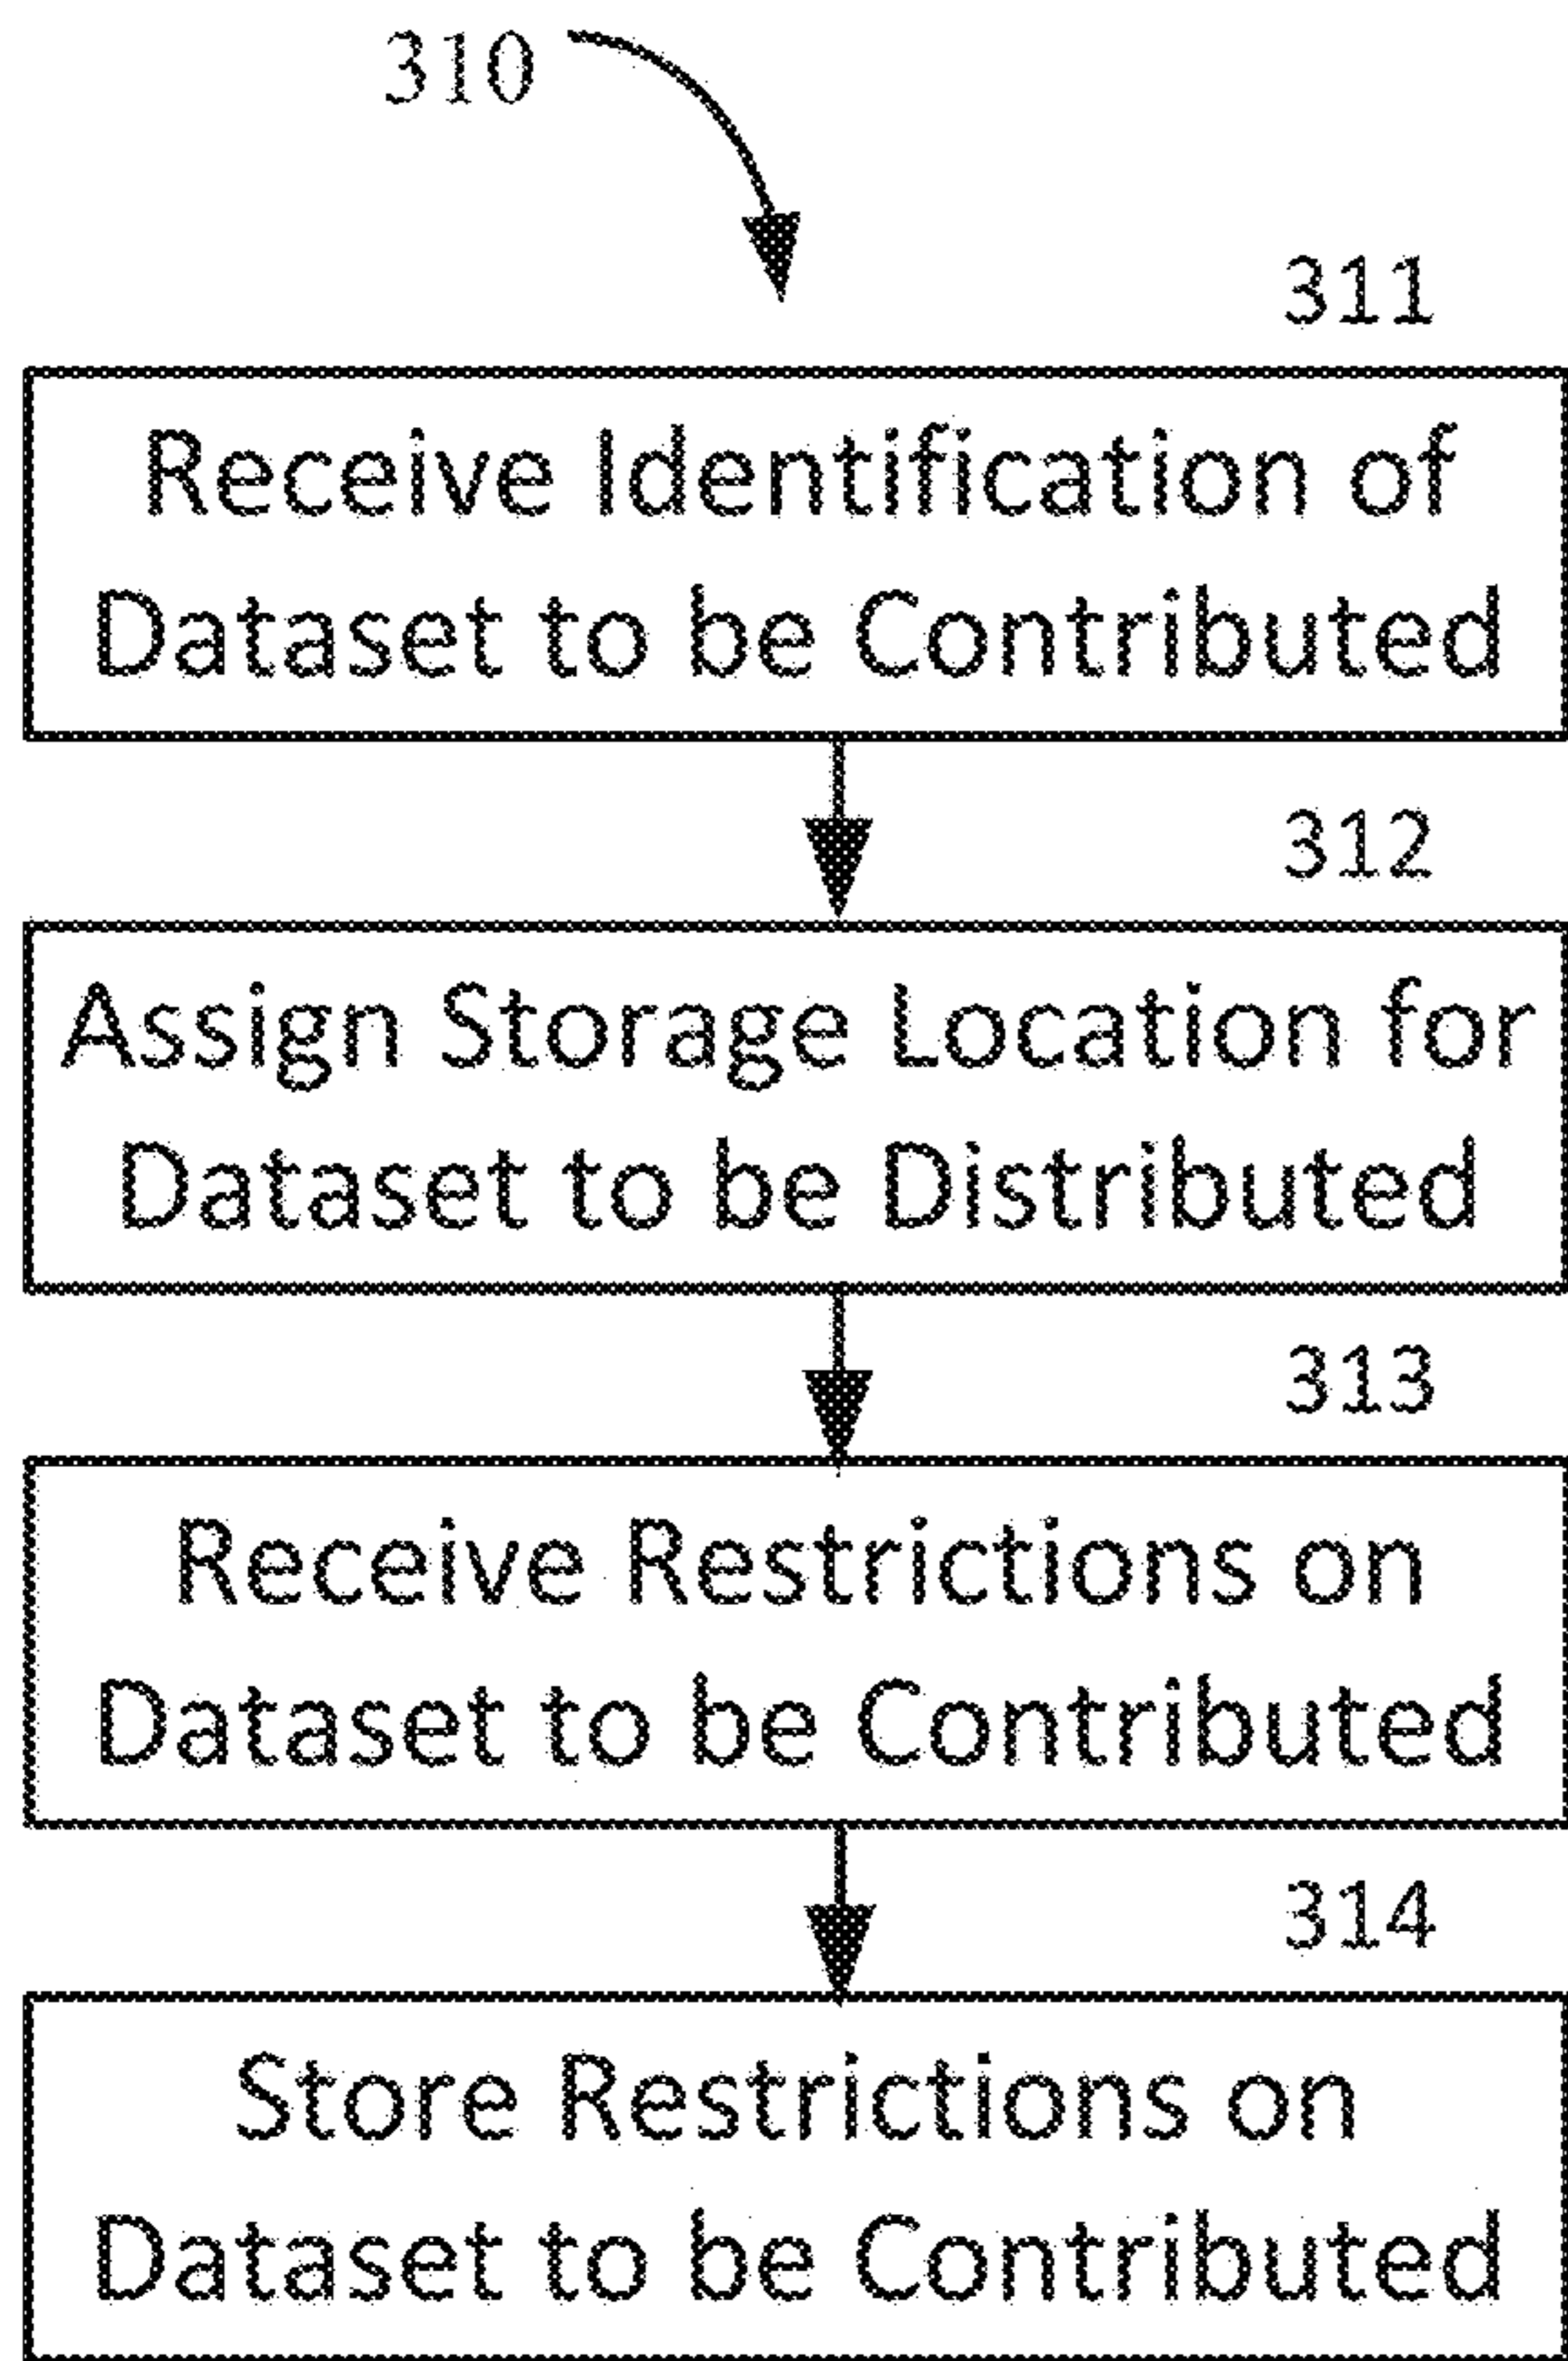 310
311
Receive Identification of
Dataset to be Contributed
312
Assign Storage Location for
Dataset to be Distributed
313
Receive Restrictions on
Dataset to be Contributed
314
Store Restrictions on
Dataset to be Contributed